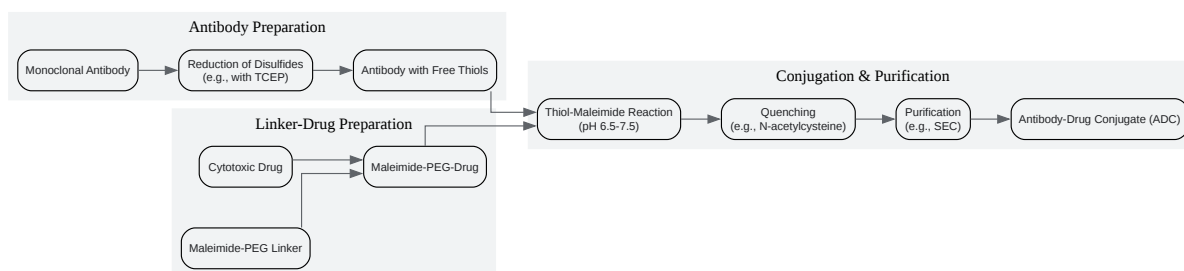 Antibody Preparation
Monoclonal Antibody
Reduction of Disulfides
(e.g., with TCEP)
Antibody with Free Thiols
Linker-Drug Preparation
Cytotoxic Drug
Maleimide-PEG-Drug
Maleimide-PEG Linker
Conjugation & Purification
Thiol-Maleimide Reaction
(pH 6.5-7.5)
Quenching
(e.g., N-acetylcysteine)
Purification
(e.g., SEC)
Antibody-Drug Conjugate (ADC)